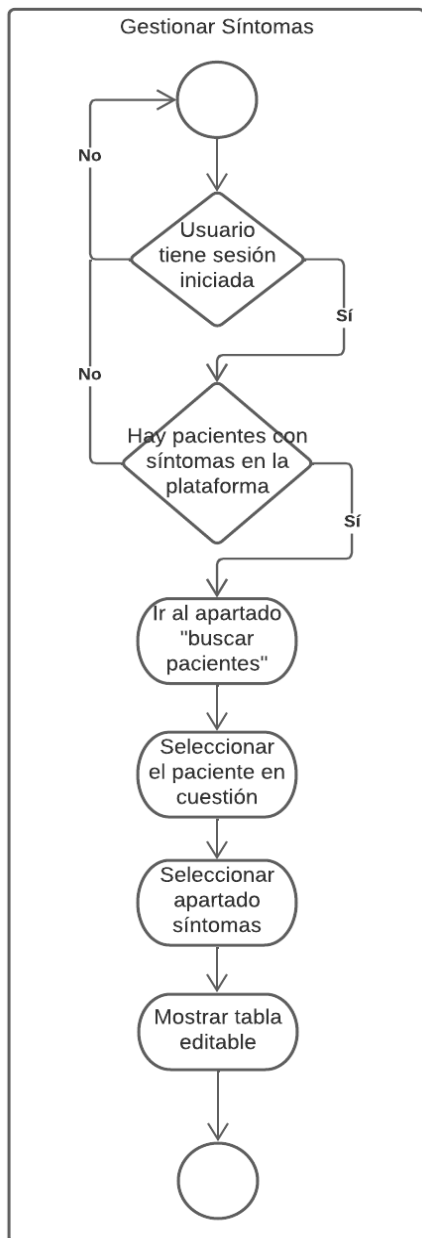 Gestionar Síntomas
No
Usuario
tiene sesión
iniciada
Sí
No
Hay pacientes con
síntomas en la
plataforma
Sí
Ir al apartado
"buscar
pacientes"
Seleccionar
el paciente en
cuestión
Seleccionar
apartado
síntomas
Mostrar tabla
editable